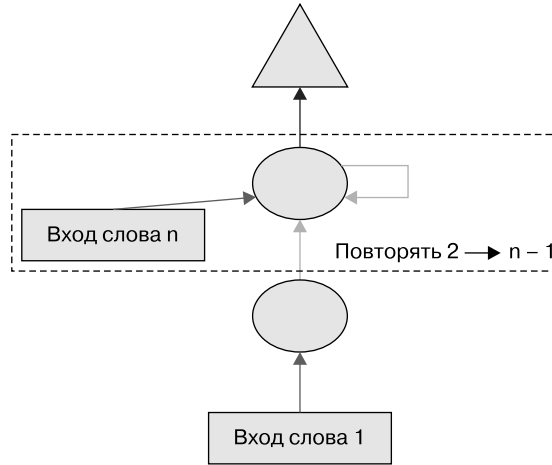 Вход слова n
Повторять 2 → n – 1
Вход слова 1